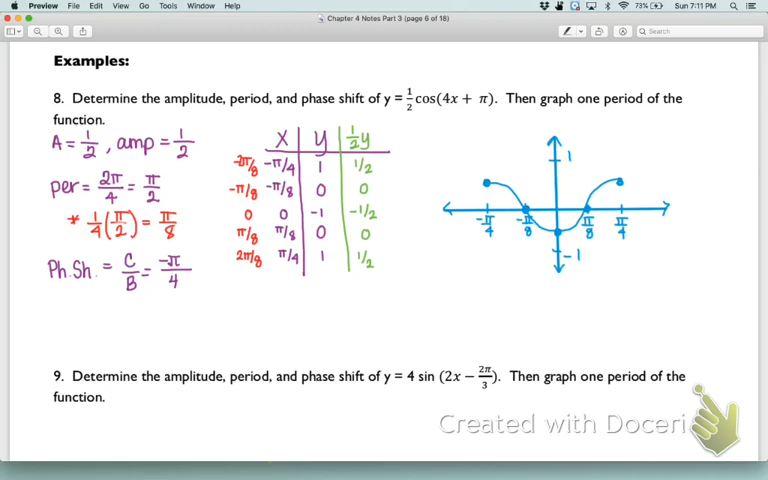 Preview File Edit View Go Tools Window Help 73% Sun 7:11 PM
Chapter 4 Notes Part 3 (page 6 of 18)
Search
Examples:
8. Determine the amplitude, period, and phase shift of y = 1/2 cos(4x + π). Then graph one period of the
function.
A = 1/2, amp = 1/2
per = 2π/4 = π/2
* 1/4 (π/2) = π/8
Ph.Sh. = C/B = -π/4
X y 1/2y
-2π/8 -π/4 1 1/2
-π/8 -π/8 0 0
0 0 -1 -1/2
π/8 π/8 0 0
2π/8 π/4 1 1/2
1
-π/4 -π/8 π/8 π/4
-1
9. Determine the amplitude, period, and phase shift of y = 4 sin (2x − 2π/3). Then graph one period of the
function.
Created with Doceri